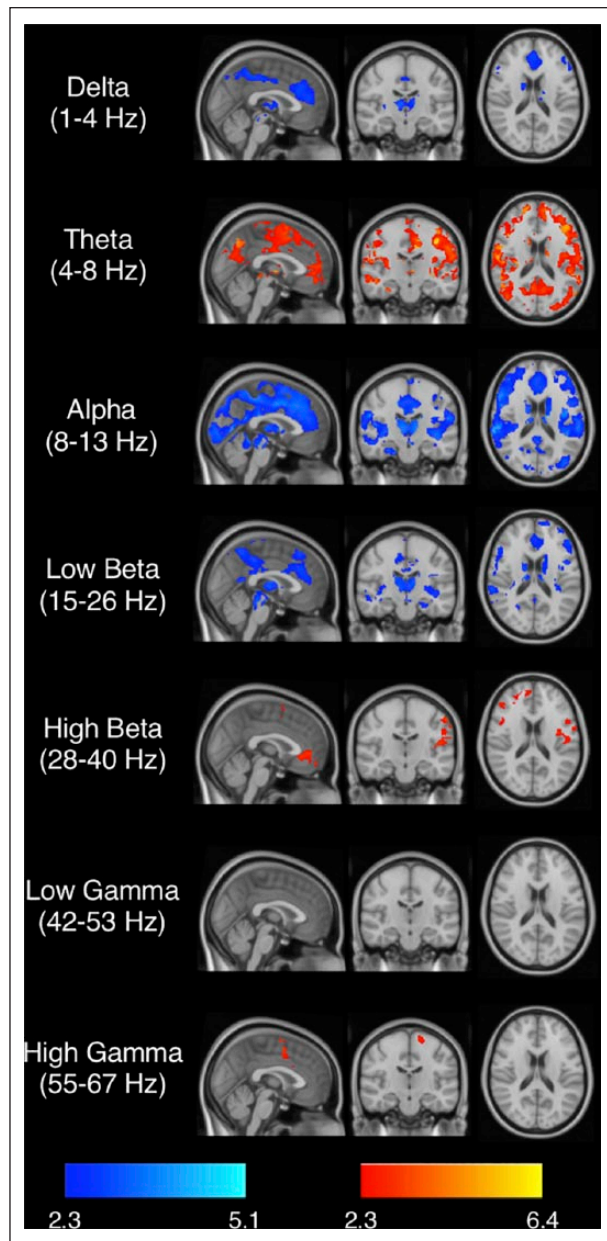 Delta
(1-4 Hz)
Theta
(4-8 Hz)
Alpha
(8-13 Hz)
Low Beta
(15-26 Hz)
High Beta
(28-40 Hz)
Low Gamma
(42-53 Hz)
High Gamma
(55-67 Hz)
2.3 5.1 2.3 6.4